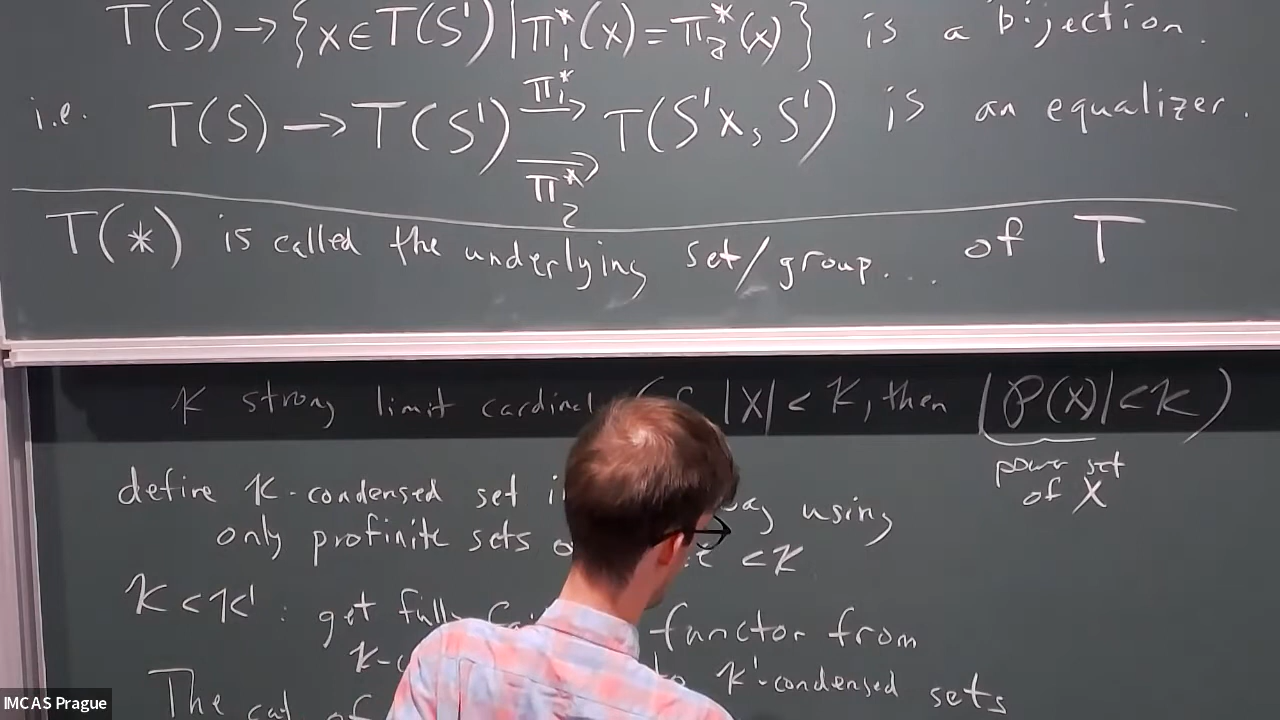 T(S) → {x ∈ T(S') | π₁*(x) = π₂*(x)} is a bijection.
i.e. T(S) → T(S') ⇉ T(S' ×ₛ S') is an equalizer.
π₁*
π₂*
T(*) is called the underlying set/group... of T
κ strong limit cardinal |X| < κ, then |P(X)| < κ)
power set
of X
define κ-condensed set using
only profinite sets < κ
κ < κ': get fully functor from
κ'-condensed sets
The cat of
IMCAS Prague